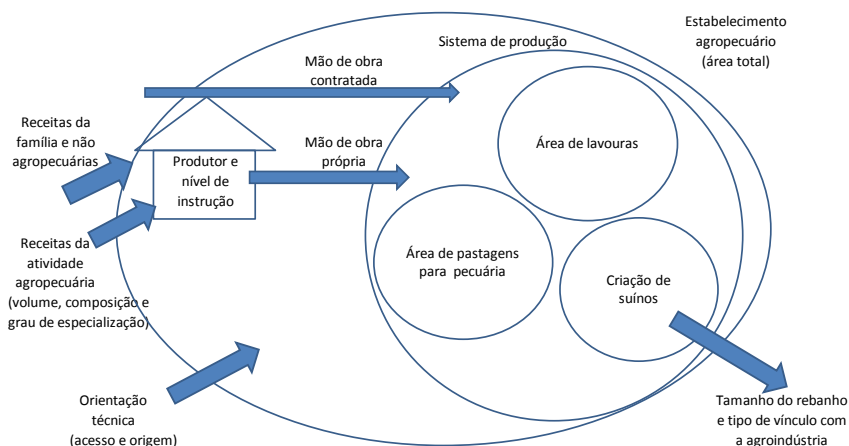 Estabelecimento
agropecuário
(área total)
Sistema de produção
Mão de obra
contratada
Receitas da
família e não
agropecuárias
Produtor e
nível de
instrução
Mão de obra
própria
Área de lavouras
Receitas da
atividade
agropecuária
(volume, composição e
grau de especialização)
Área de pastagens
para pecuária
Criação de
suínos
Orientação
técnica
(acesso e origem)
Tamanho do rebanho
e tipo de vínculo com
a agroindústria